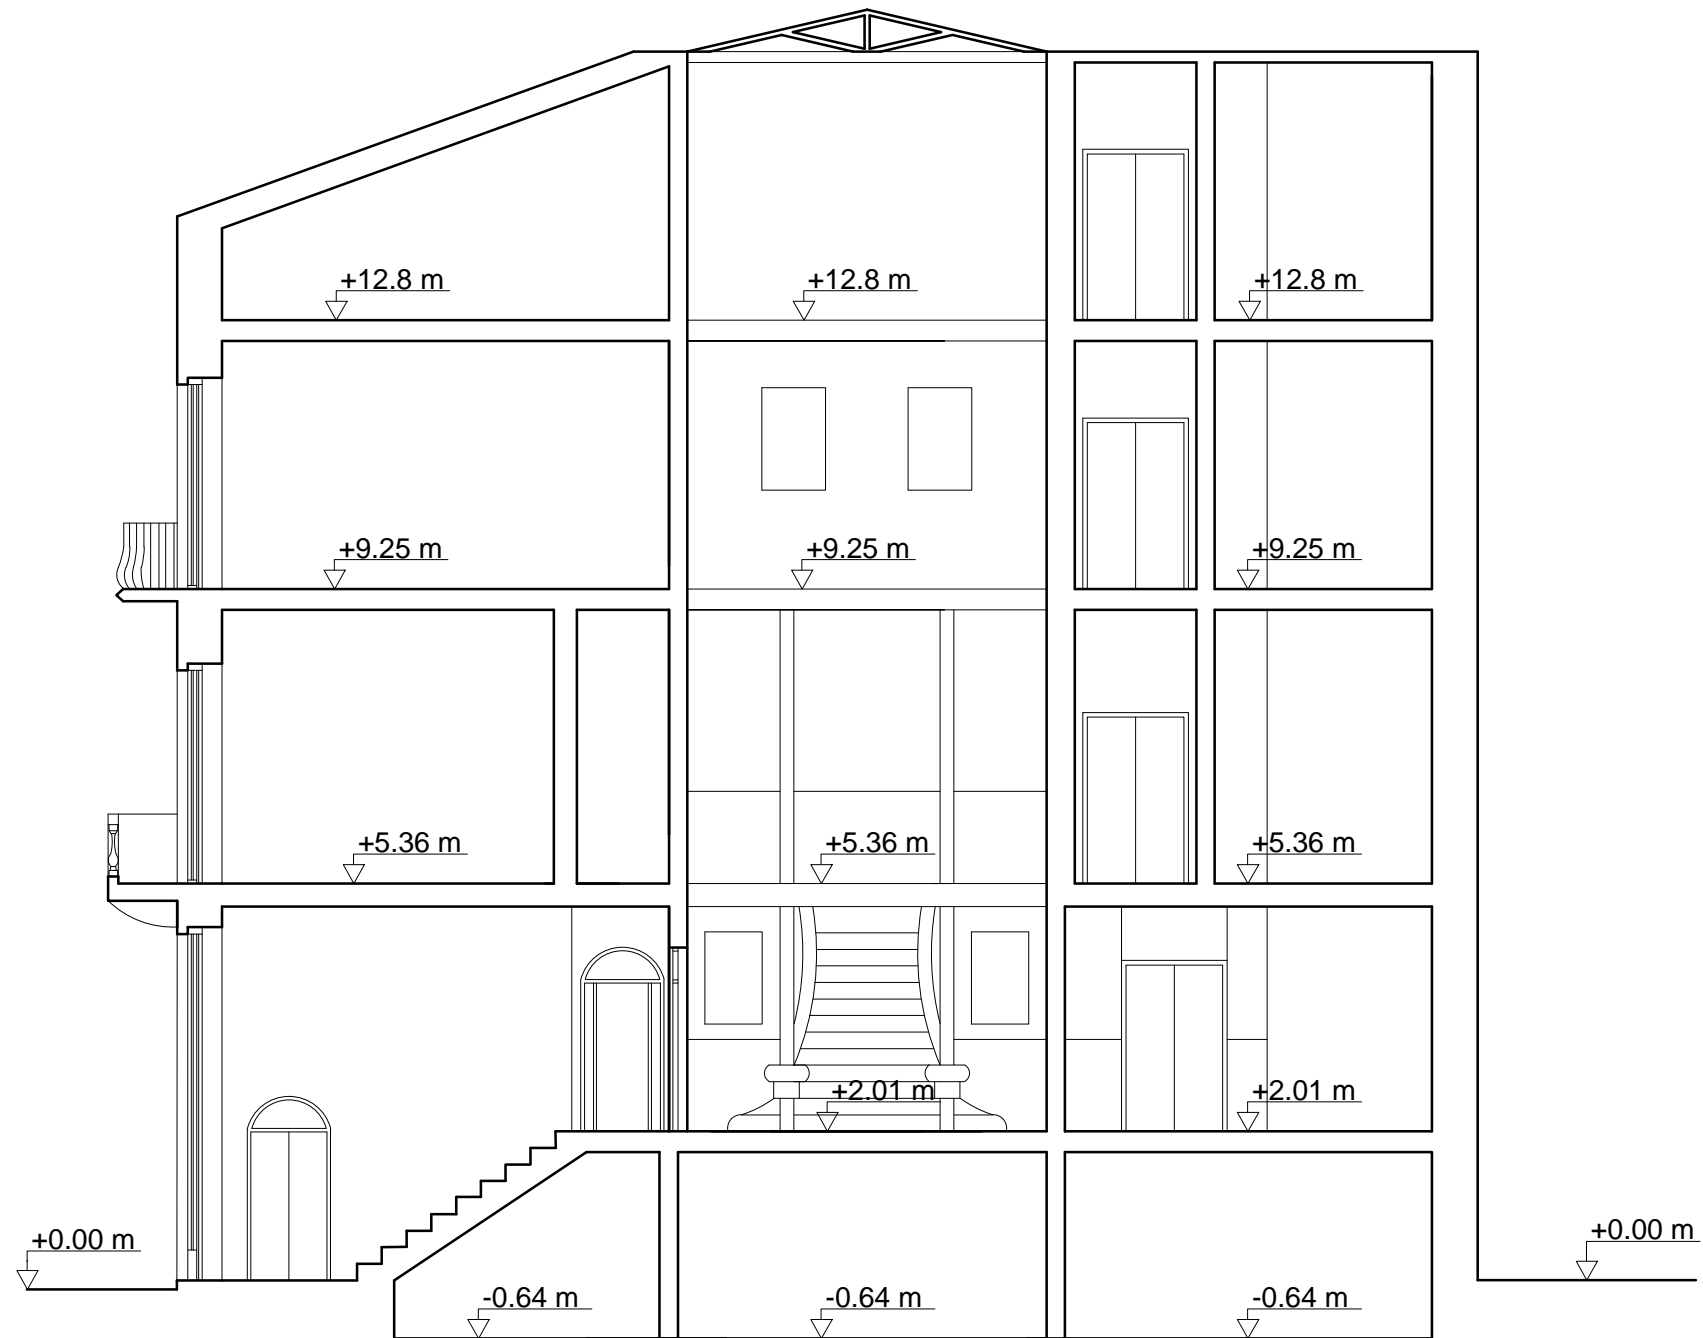 +12.8 m +12.8 m +12.8 m
+9.25 m +9.25 m +9.25 m
+5.36 m +5.36 m +5.36 m
+2.01 m +2.01 m
+0.00 m +0.00 m
-0.64 m -0.64 m -0.64 m